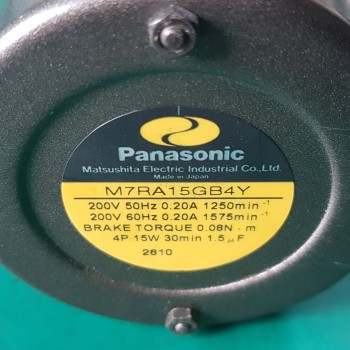 Panasonic
Matsushita Electric Industrial Co.,Ltd.
Made in Japan
M7RA15GB4Y
200V 50Hz 0.20A 1250min⁻¹
200V 60Hz 0.20A 1575min⁻¹
BRAKE TORQUE 0.08N・m
4P 15W 30min 1.5μF
2810